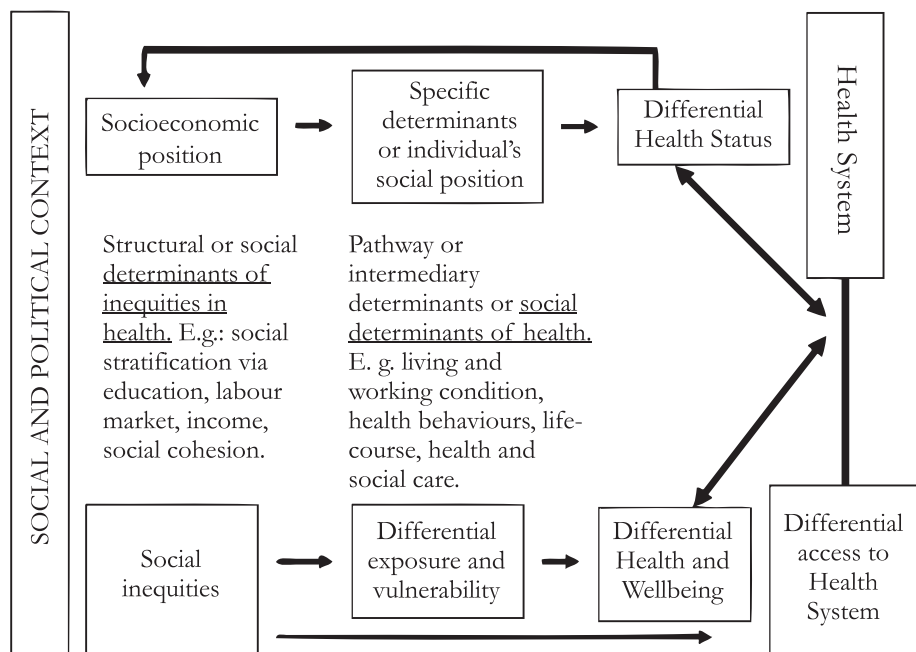 SOCIAL AND POLITICAL CONTEXT
Socioeconomic
position
Specific
determinants
or individual's
social position
Differential
Health Status
Health System
Structural or social
determinants of
inequities in
health. E.g.: social
stratification via
education, labour
market, income,
social cohesion.
Pathway or
intermediary
determinants or social
determinants of health.
E. g. living and
working condition,
health behaviours, life-
course, health and
social care.
Social
inequities
Differential
exposure and
vulnerability
Differential
Health and
Wellbeing
Differential
access to
Health
System